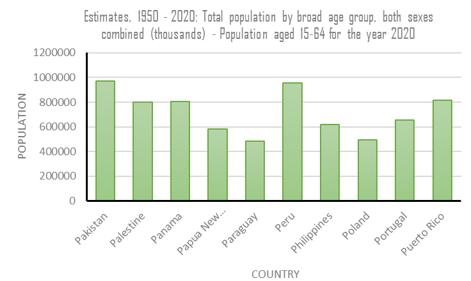 Estimates, 1950 - 2020: Total population by broad age group, both sexes
combined (thousands) - Population aged 15-64 for the year 2020
1200000
1000000
800000
600000
400000
200000
0
POPULATION
Pakistan
Palestine
Panama
Papua New...
Paraguay
Peru
Philippines
Poland
Portugal
Puerto Rico
COUNTRY